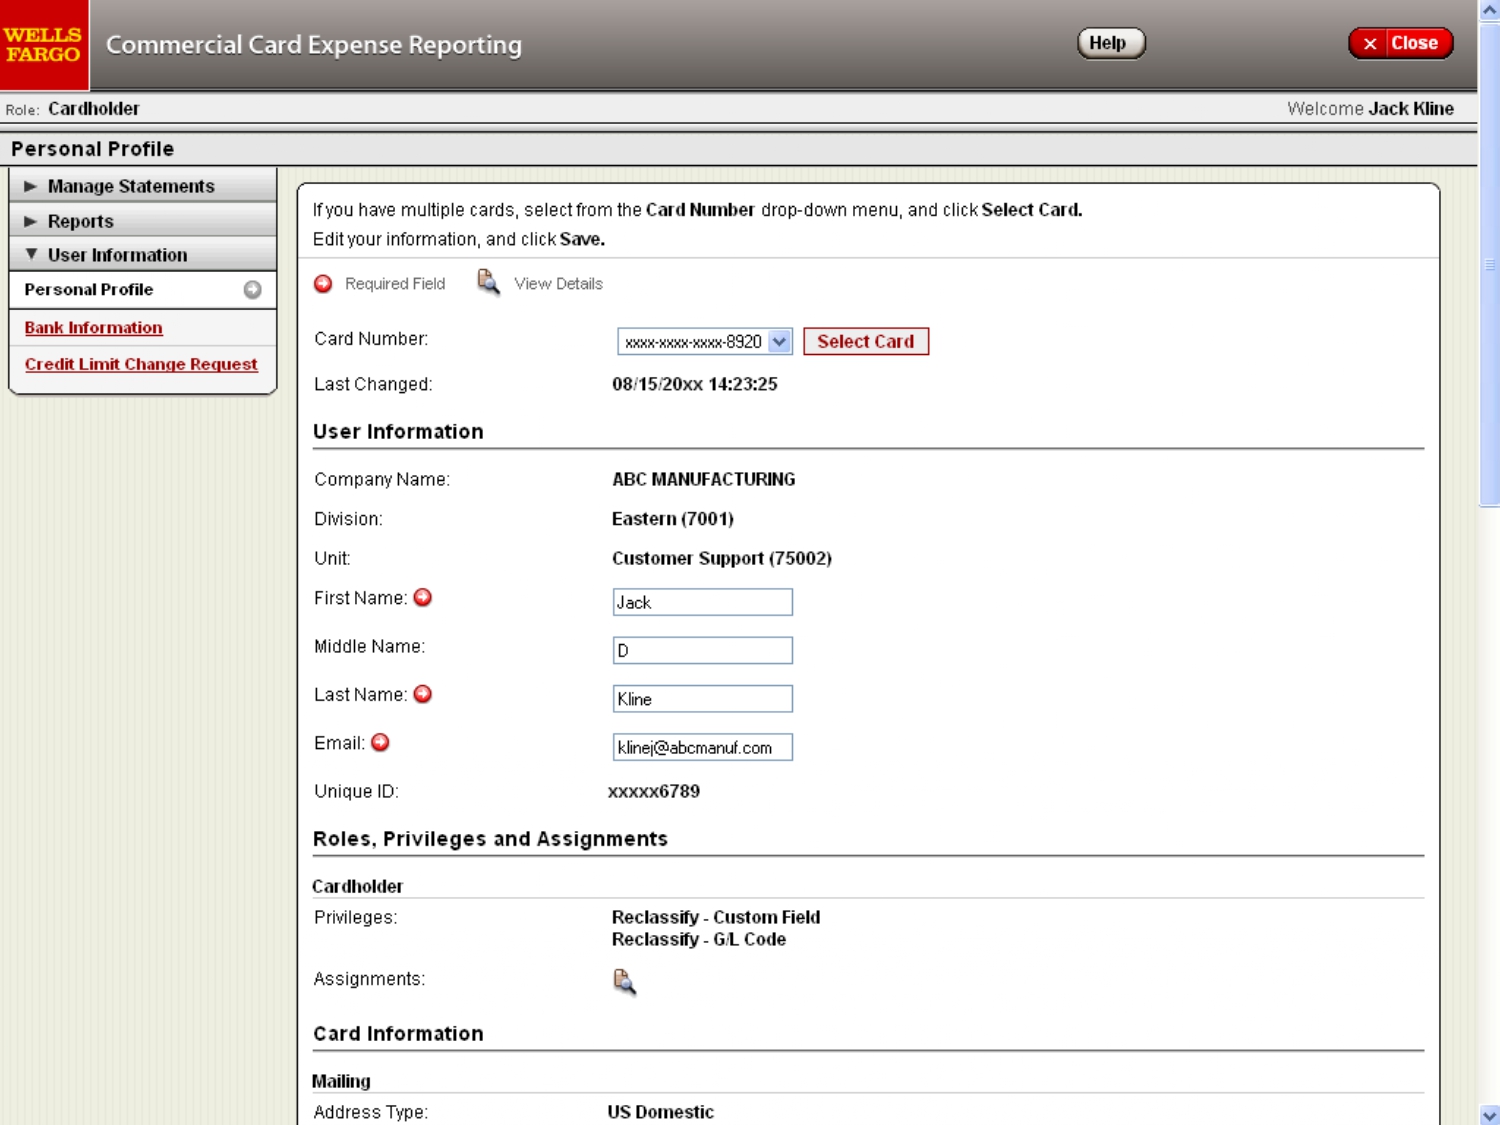 WELLS
FARGO
Commercial Card Expense Reporting
Help
× Close
Role: Cardholder
Welcome Jack Kline
Personal Profile
Manage Statements
Reports
User Information
Personal Profile
Bank Information
Credit Limit Change Request
If you have multiple cards, select from the Card Number drop-down menu, and click Select Card.
Edit your information, and click Save.
Required Field View Details
Card Number: xxxx-xxxx-xxxx-8920 Select Card
Last Changed: 08/15/20xx 14:23:25
User Information
Company Name: ABC MANUFACTURING
Division: Eastern (7001)
Unit: Customer Support (75002)
First Name: Jack
Middle Name: D
Last Name: Kline
Email: klinej@abcmanuf.com
Unique ID: xxxxx6789
Roles, Privileges and Assignments
Cardholder
Privileges: Reclassify - Custom Field
Reclassify - G/L Code
Assignments:
Card Information
Mailing
Address Type: US Domestic